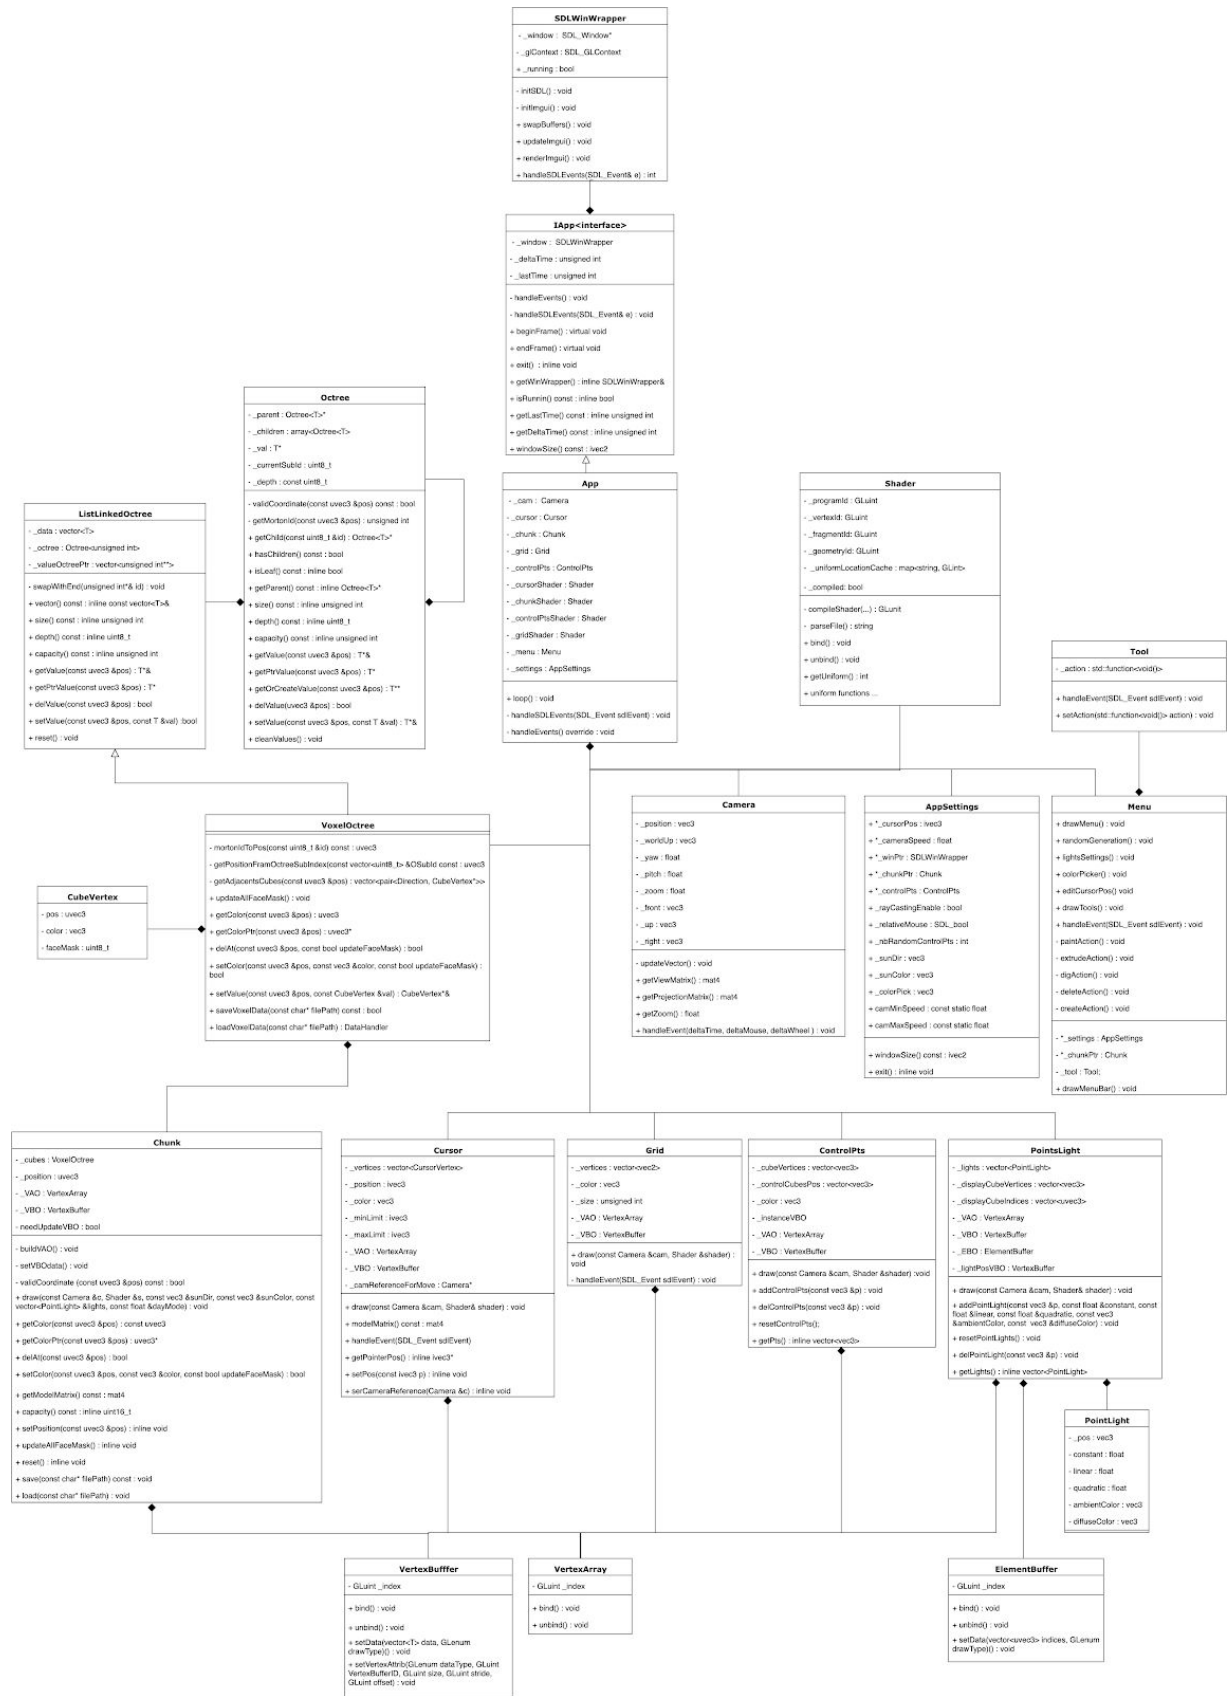 SDLWinWrapper
- _window : SDL_Window*
- _glContext : SDL_GLContext
+ _running : bool
- initSDL() : void
- initImgui() : void
+ swapBuffers() : void
+ updateImgui() : void
+ renderImgui() : void
+ handleSDLEvents(SDL_Event& e) : int
IApp<interface>
- _window : SDLWinWrapper
- _deltaTime : unsigned int
- _lastTime : unsigned int
- handleEvents() : void
- handleSDLEvents(SDL_Event& e) : void
+ beginFrame() : virtual void
+ endFrame() : virtual void
+ exit() : inline void
+ getWinWrapper() : inline SDLWinWrapper&
+ isRunnin() const : inline bool
+ getLastTime() const : inline unsigned int
+ getDeltaTime() const : inline unsigned int
+ windowSize() const : ivec2
Octree
- _parent : Octree<T>*
- _children : array<Octree<T>
- _val : T*
- _currentSubId : uint8_t
- _depth : const uint8_t
- validCoordinate(const uvec3 &pos) const : bool
- getMortonId(const uvec3 &pos) : unsigned int
+ getChild(const uint8_t &id) : Octree<T>*
+ hasChildren() const : bool
+ isLeaf() const : inline bool
+ getParent() const : inline Octree<T>*
+ size() const : inline unsigned int
+ depth() const : inline uint8_t
+ capacity() const : inline unsigned int
+ getValue(const uvec3 &pos) : T*&
+ getPtrValue(const uvec3 &pos) : T*
+ getOrCreateValue(const uvec3 &pos) : T**
+ delValue(uvec3 &pos) : bool
+ setValue(const uvec3 &pos, const T &val) : T*&
+ cleanValues() : void
ListLinkedOctree
- _data : vector<T>
- _octree : Octree<unsigned int>
- _valueOctreePtr : vector<unsigned int**>
- swapWithEnd(unsigned int*& id) : void
+ vector() const : inline const vector<T>&
+ size() const : inline unsigned int
+ depth() const : inline uint8_t
+ capacity() const : inline unsigned int
+ getValue(const uvec3 &pos) : T*&
+ getPtrValue(const uvec3 &pos) : T*
+ delValue(const uvec3 &pos) : bool
+ setValue(const uvec3 &pos, const T &val) :bool
+ reset() : void
App
- _cam : Camera
- _cursor : Cursor
- _chunk : Chunk
- _grid : Grid
- _controlPts : ControlPts
- _cursorShader : Shader
- _chunkShader : Shader
- _controlPtsShader : Shader
- _gridShader : Shader
- _menu : Menu
- _settings : AppSettings
+ loop() : void
- handleSDLEvents(SDL_Event sdlEvent) : void
- handleEvents() override : void
Shader
- _programId : GLuint
- _vertexId: GLuint
- _fragmentId: GLuint
- _geometryId: GLuint
- _uniformLocationCache : map<string, GLint>
- _compiled: bool
- compileShader(...) : GLunit
- parseFile() : string
+ bind() : void
+ unbind() : void
+ getUniform() : int
+ uniform functions ...
Tool
- _action : std::function<void()>
+ handleEvent(SDL_Event sdlEvent) : void
+ setAction(std::function<void()> action) : void
VoxelOctree
- mortonIdToPos(const uint8_t &id) const : uvec3
- getPositionFramOctreeSubIndex(const vector<uint8_t> &OSubId const : uvec3
- getAdjacentsCubes(const uvec3 &pos) : vector<pair<Direction, CubeVertex*>>
+ updateAllFaceMask() : void
+ getColor(const uvec3 &pos) : uvec3
+ getColorPtr(const uvec3 &pos) : uvec3*
+ delAt(const uvec3 &pos, const bool updateFaceMask) : bool
+ setColor(const uvec3 &pos, const vec3 &color, const bool updateFaceMask) :
bool
+ setValue(const uvec3 &pos, const CubeVertex &val) : CubeVertex*&
+ saveVoxelData(const char* filePath) const : bool
+ loadVoxelData(const char* filePath) : DataHandler
CubeVertex
- pos : uvec3
- color : vec3
- faceMask : uint8_t
Camera
- _position : vec3
- _worldUp : vec3
- _yaw : float
- _pitch : float
- _zoom : float
- _front : vec3
- _up : vec3
- _right : vec3
- updateVector() : void
+ getViewMatrix() : mat4
+ getProjectionMatrix() : mat4
+ getZoom() : float
+ handleEvent(deltaTime, deltaMouse, deltaWheel ) : void
AppSettings
+ *_cursorPos : ivec3
+ *_cameraSpeed : float
+ *_winPtr : SDLWinWrapper
+ *_chunkPtr : Chunk
+ *_controlPts : ControlPts
+ _rayCastingEnable : bool
+ _relativeMouse : SDL_bool
+ _nbRandomControlPts : int
+ _sunDir : vec3
+ _sunColor : vec3
+ _colorPick : vec3
+ camMinSpeed : const static float
+ camMaxSpeed : const static float
+ windowSize() const : ivec2
+ exit() : inline void
Menu
+ drawMenu() : void
+ randomGeneration() : void
+ lightsSettings() : void
+ colorPicker() : void
+ editCursorPos() void
+ drawTools() : void
+ handleEvent(SDL_Event sdlEvent) : void
- paintAction() : void
- extrudeAction() : void
- digAction() : void
- deleteAction() : void
- createAction() : void
- *_settings : AppSettings
- *_chunkPtr : Chunk
- _tool : Tool;
+ drawMenuBar() : void
Chunk
- _cubes : VoxelOctree
- _position : uvec3
- _VAO : VertexArray
- _VBO : VertexBuffer
- needUpdateVBO : bool
- buildVAO() : void
- setVBOdata() : void
- validCoordinate (const uvec3 &pos) const : bool
+ draw(const Camera &c, Shader &s, const vec3 &sunDir, const vec3 &sunColor, const
vector<PointLight> &lights, const float &dayMode) : void
+ getColor(const uvec3 &pos) : const uvec3
+ getColorPtr(const uvec3 &pos) : uvec3*
+ delAt(const uvec3 &pos) : bool
+ setColor(const uvec3 &pos, const vec3 &color, const bool updateFaceMask) : bool
+ getModelMatrix() const : mat4
+ capacity() const : inline uint16_t
+ setPosition(const uvec3 &pos) : inline void
+ updateAllFaceMask() : inline void
+ reset() : inline void
+ save(const char* filePath) const : void
+ load(const char* filePath) : void
Cursor
- _vertices : vector<CursorVertex>
- _position : ivec3
- _color : vec3
- _minLimit : ivec3
- _maxLimit : ivec3
- _VAO : VertexArray
- _VBO : VertexBuffer
- _camReferenceForMove : Camera*
+ draw(const Camera &cam, Shader& shader) : void
+ modelMatrix() const : mat4
+ handleEvent(SDL_Event sdlEvent)
+ getPointerPos() : inline ivec3*
+ setPos(const ivec3 p) : inline void
+ serCameraReference(Camera &c) : inline void
Grid
- _vertices : vector<vec2>
- _color : vec3
- _size : unsigned int
- _VAO : VertexArray
- _VBO : VertexBuffer
+ draw(const Camera &cam, Shader &shader) :
void
- handleEvent(SDL_Event sdlEvent) : void
ControlPts
- _cubeVertices : vector<vec3>
- _controlCubesPos : vector<vec3>
- _color : vec3
- _instanceVBO
- _VAO : VertexArray
- _VBO : VertexBuffer
+ draw(const Camera &cam, Shader &shader) :void
+ addControlPts(const vec3 &p) : void
+ delControlPts(const vec3 &p) : void
+ resetControlPts();
+ getPts() : inline vector<vec3>
PointsLight
- _lights : vector<PointLight>
- _displayCubeVertices : vector<vec3>
- _displayCubeIndices : vector<uvec3>
- _VAO : VertexArray
- _VBO : VertexBuffer
- _EBO : ElementBuffer
- _lightPosVBO : VertexBuffer
+ draw(const Camera &cam, Shader& shader) : void
+ addPointLight(const vec3 &p, const float &constant, const
float &linear, const float &quadratic, const vec3
&ambientColor, const vec3 &diffuseColor) : void
+ resetPointLights() : void
+ delPointLight(const vec3 &p) : void
+ getLights() : inline vector<PointLight>
PointLight
- _pos : vec3
- constant : float
- linear : float
- quadratic : float
- ambientColor : vec3
- diffuseColor : vec3
VertexBufffer
- GLuint _index
+ bind() : void
+ unbind() : void
+ setData(vector<T> data, GLenum
drawType)() : void
+ setVertexAttrib(GLenum dataType, GLuint
VertexBufferID, GLuint size, GLuint stride,
GLuint offset) : void
VertexArray
- GLuint _index
+ bind() : void
+ unbind() : void
ElementBuffer
- GLuint _index
+ bind() : void
+ unbind() : void
+ setData(vector<uvec3> indices, GLenum
drawType)() : void